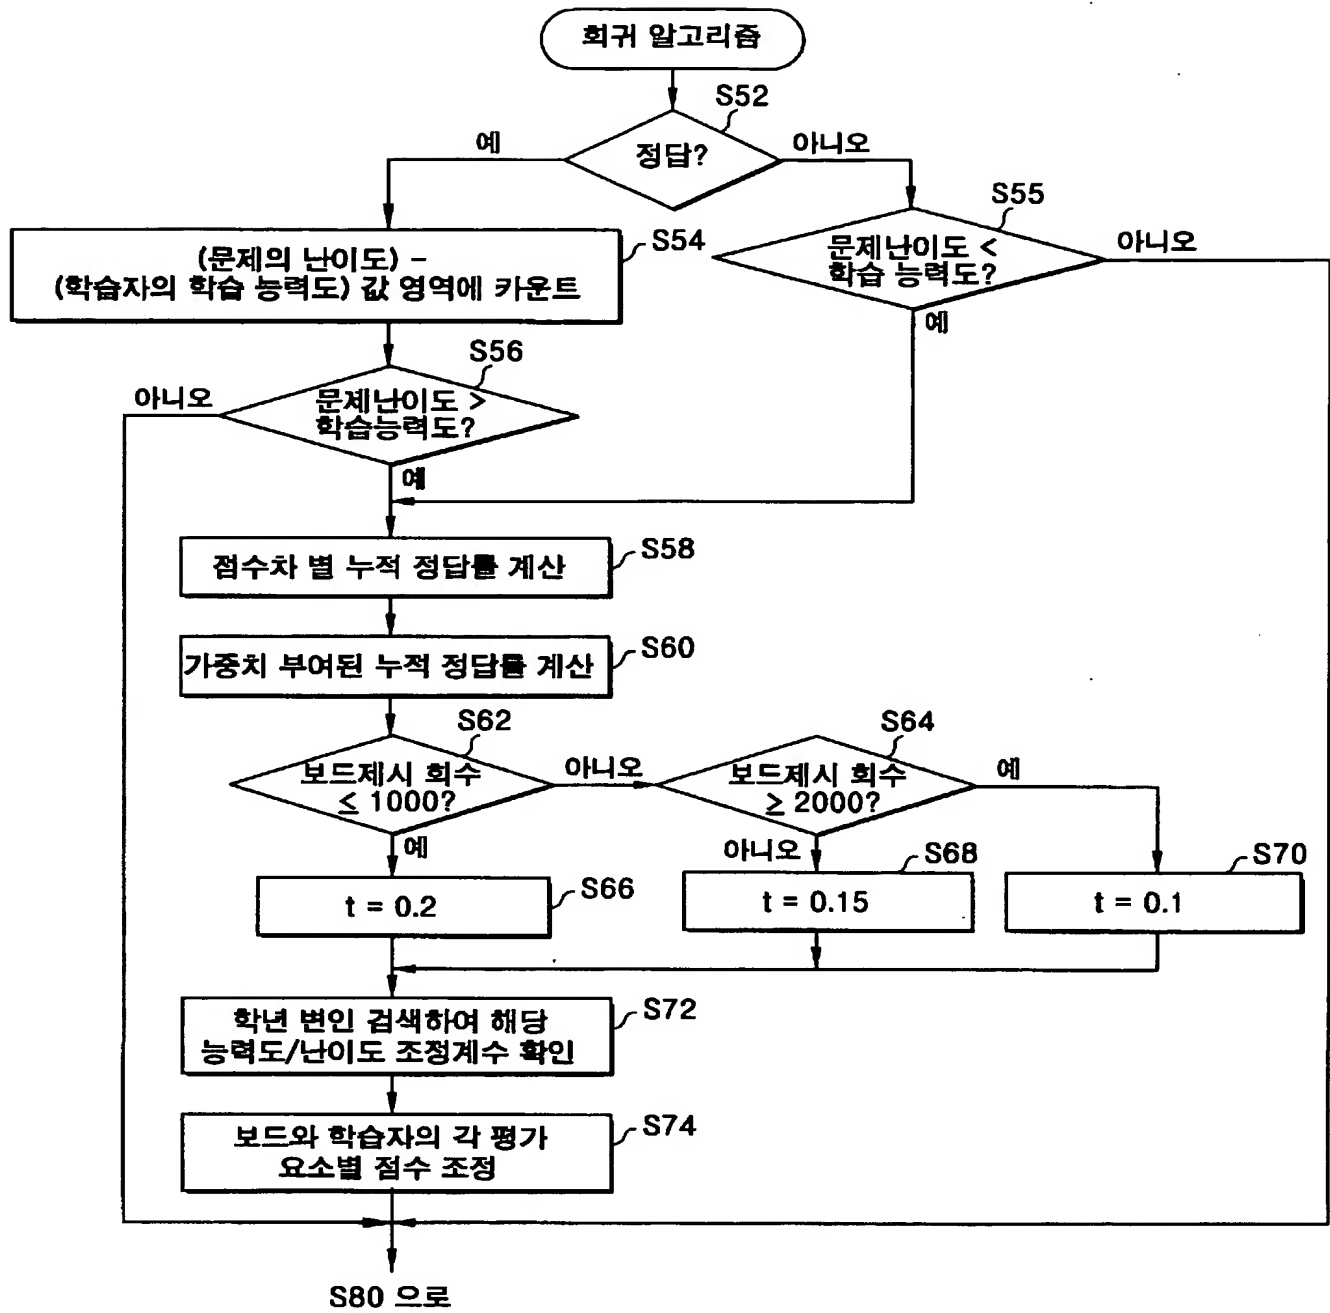 회귀 알고리즘
S52
예
정답?
아니오
S55
S54
(문제의 난이도) –
(학습자의 학습 능력도) 값 영역에 카운트
문제난이도 <
학습 능력도?
아니오
예
S56
아니오
문제난이도 >
학습능력도?
예
S58
점수차 별 누적 정답률 계산
S60
가중치 부여된 누적 정답률 계산
S62
S64
보드제시 회수
≤ 1000?
아니오
보드제시 회수
≥ 2000?
예
예
아니오
S66
S68
S70
t = 0.2
t = 0.15
t = 0.1
S72
학년 변인 검색하여 해당
능력도/난이도 조정계수 확인
S74
보드와 학습자의 각 평가
요소별 점수 조정
S80 으로